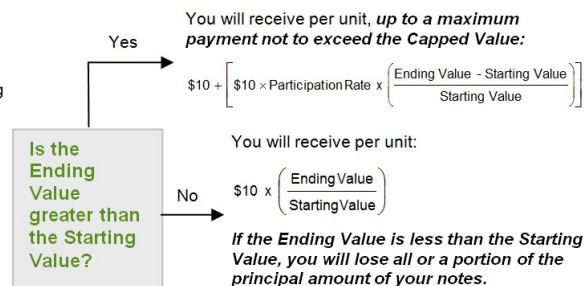 You will receive per unit, up to a maximum
payment not to exceed the Capped Value:
Yes
$10 + [ $10 × Participation Rate x ( Ending Value - Starting Value
Starting Value ) ]
g
Is the
Ending
Value
greater than
the Starting
Value?
No
You will receive per unit:
$10 x ( Ending Value
Starting Value )
If the Ending Value is less than the Starting
Value, you will lose all or a portion of the
principal amount of your notes.